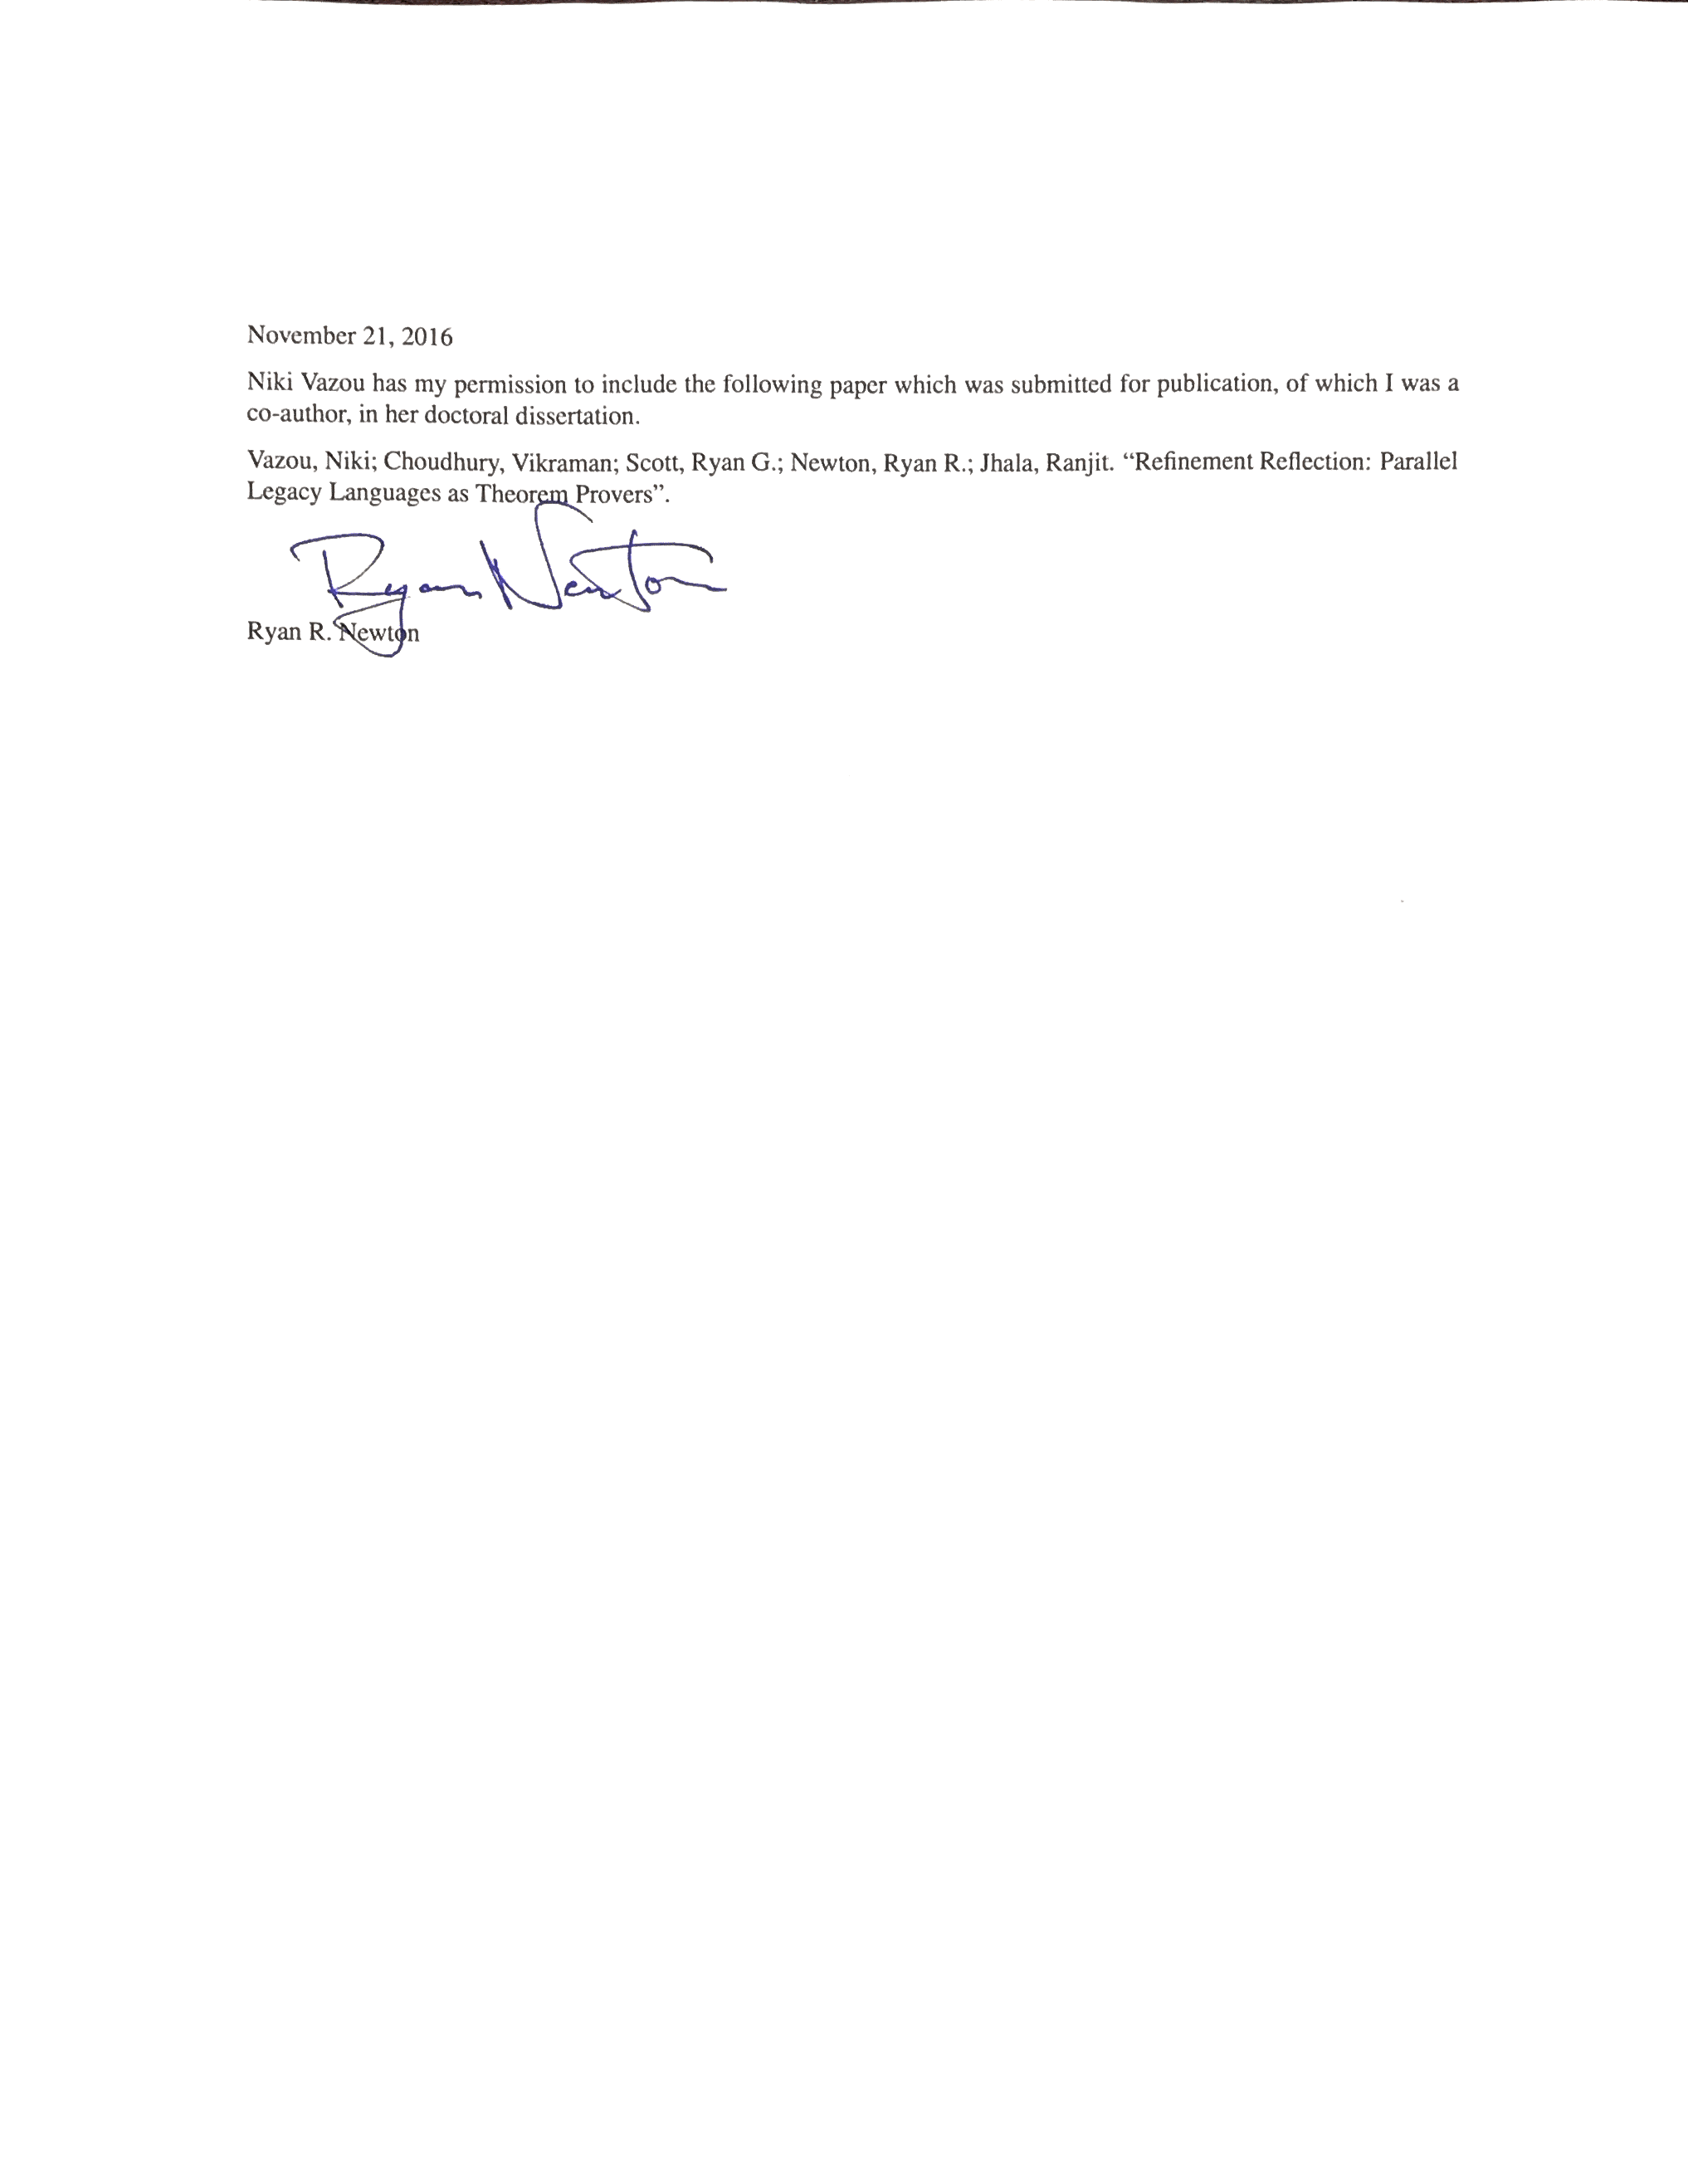 November 21, 2016
Niki Vazou has my permission to include the following paper which was submitted for publication, of which I was a
co-author, in her doctoral dissertation.
Vazou, Niki; Choudhury, Vikraman; Scott, Ryan G.; Newton, Ryan R.; Jhala, Ranjit. “Refinement Reflection: Parallel
Legacy Languages as Theorem Provers”.
Ryan Newton
Ryan R. Newton